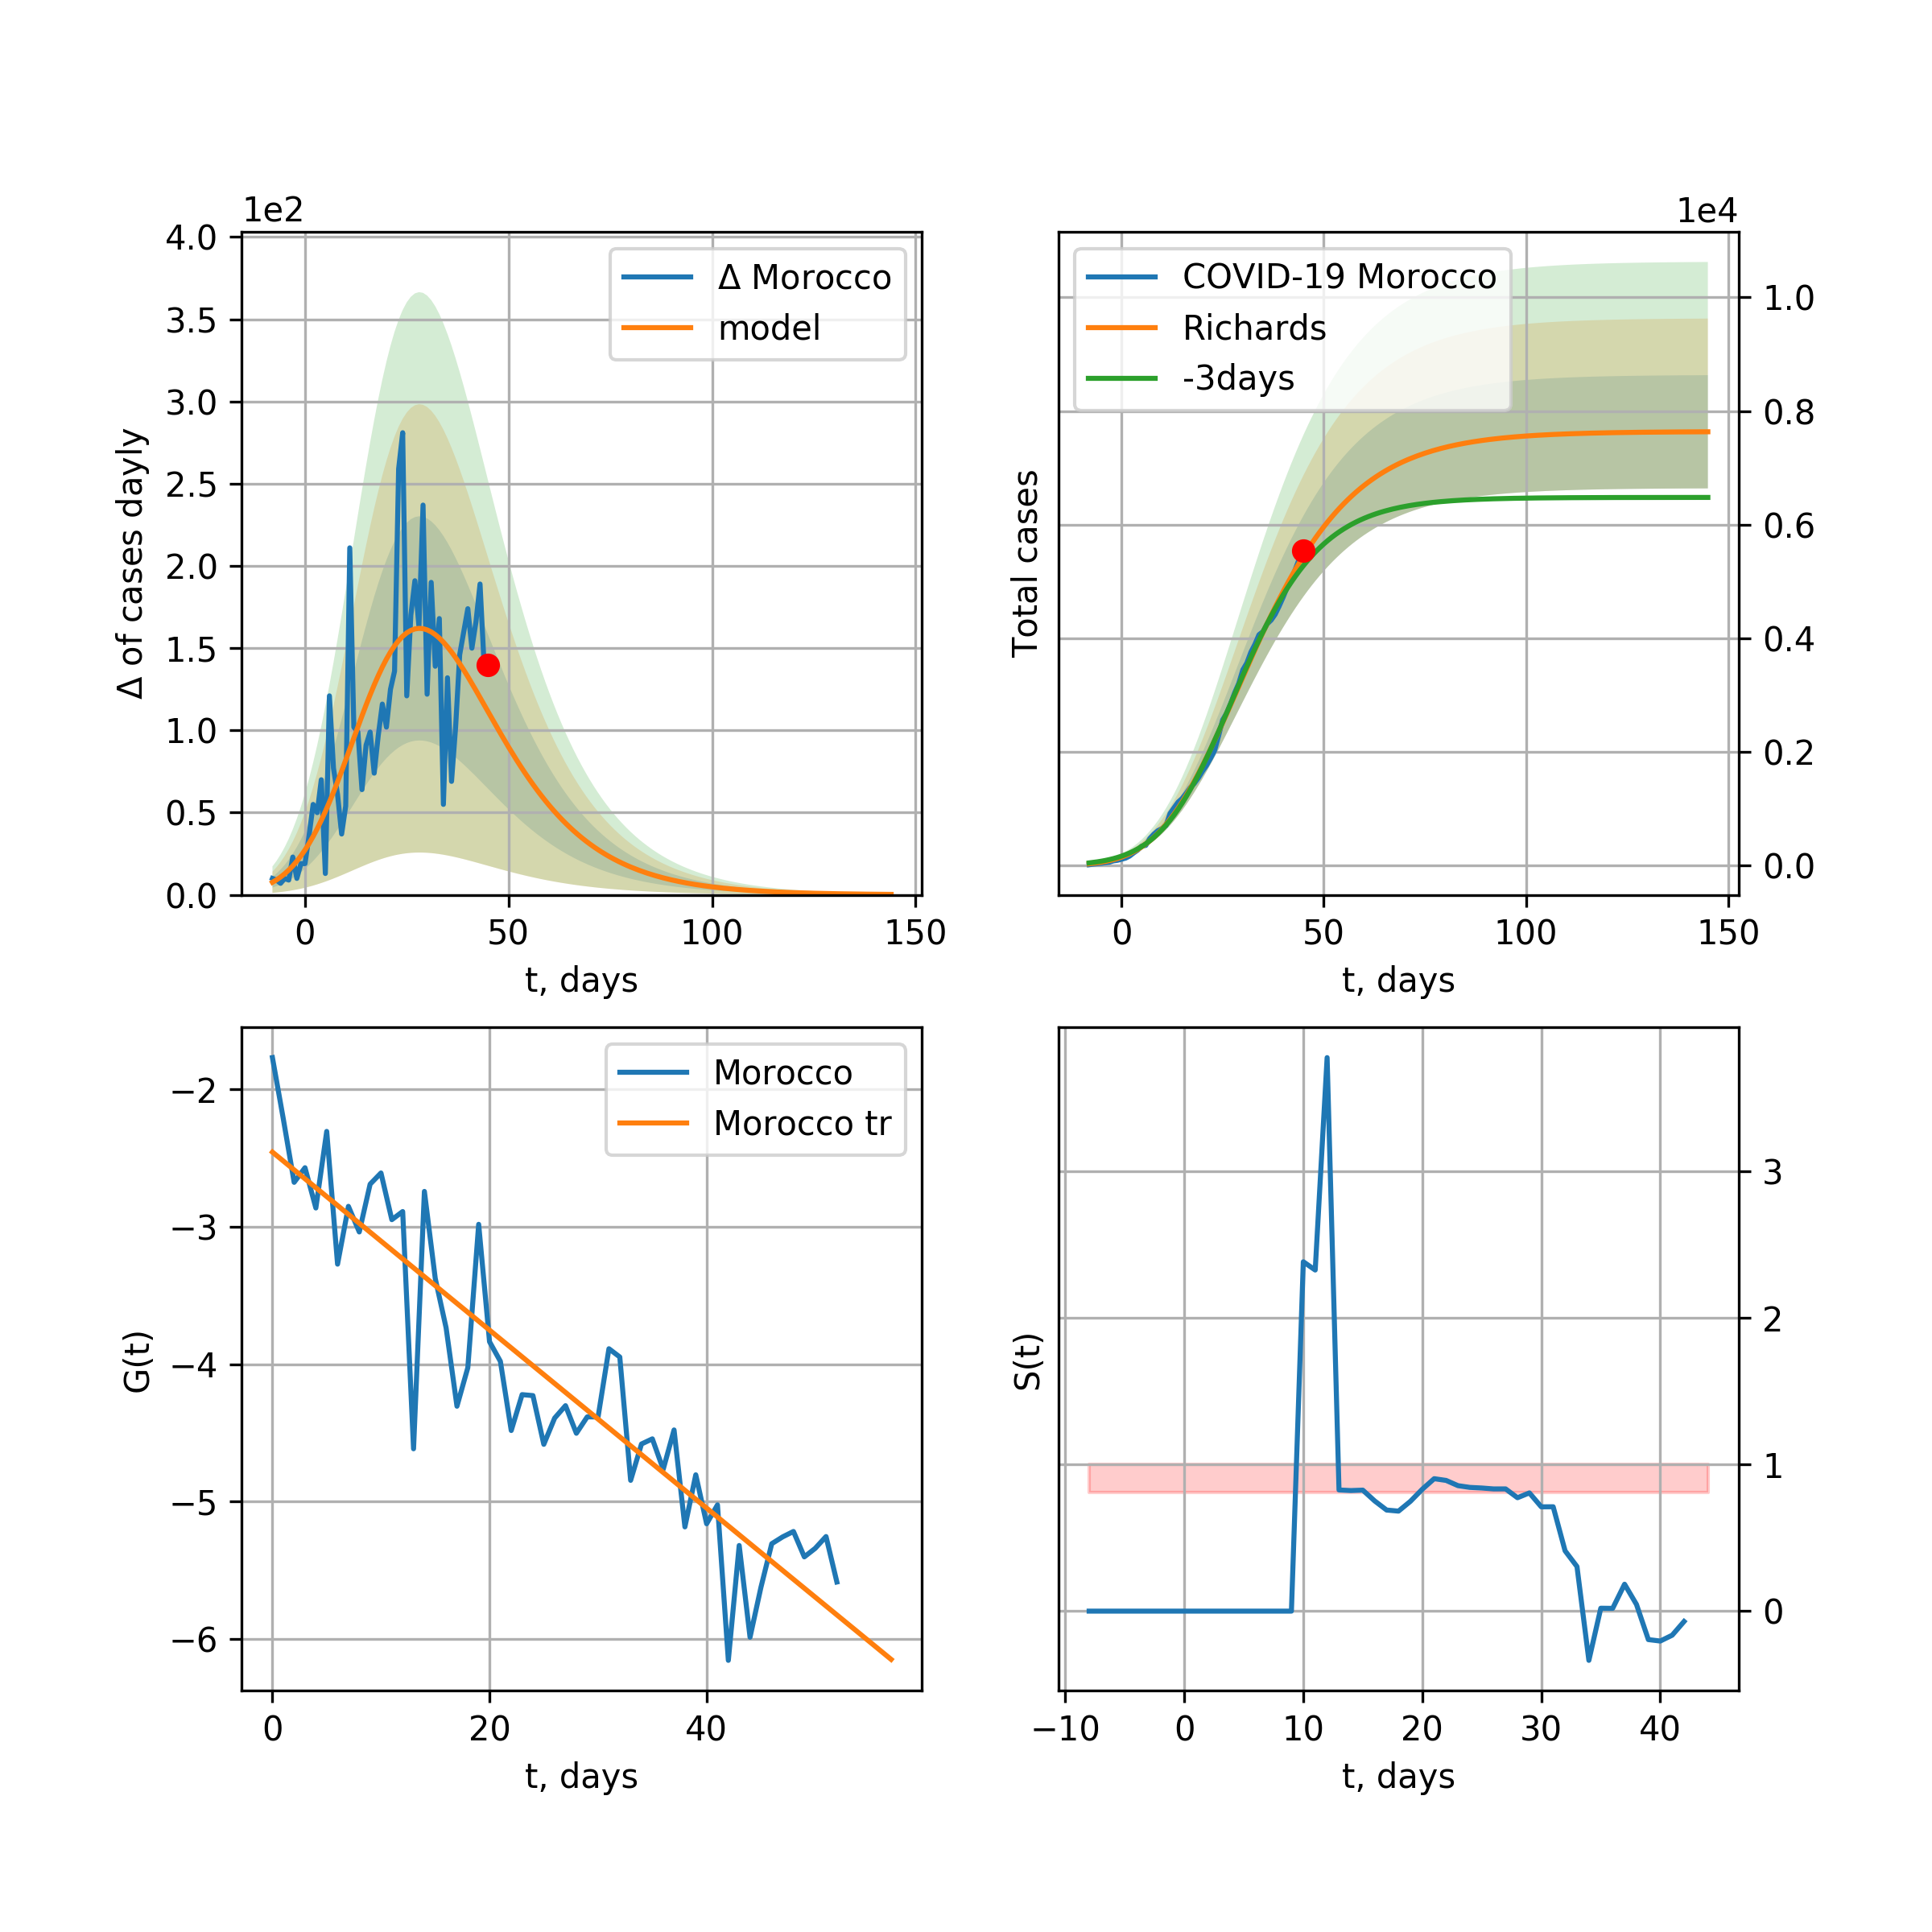 1e2
4.0
3.5
3.0
2.5
2.0
1.5
1.0
0.5
0.0
Δ of cases dayly
Δ Morocco
model
0 50 100 150
t, days
1e4
Total cases
COVID-19 Morocco
Richards
-3days
1.0
0.8
0.6
0.4
0.2
0.0
0 50 100 150
t, days
−2
−3
−4
−5
−6
G(t)
Morocco
Morocco tr
0 20 40
t, days
S(t)
3
2
1
0
−10 0 10 20 30 40
t, days